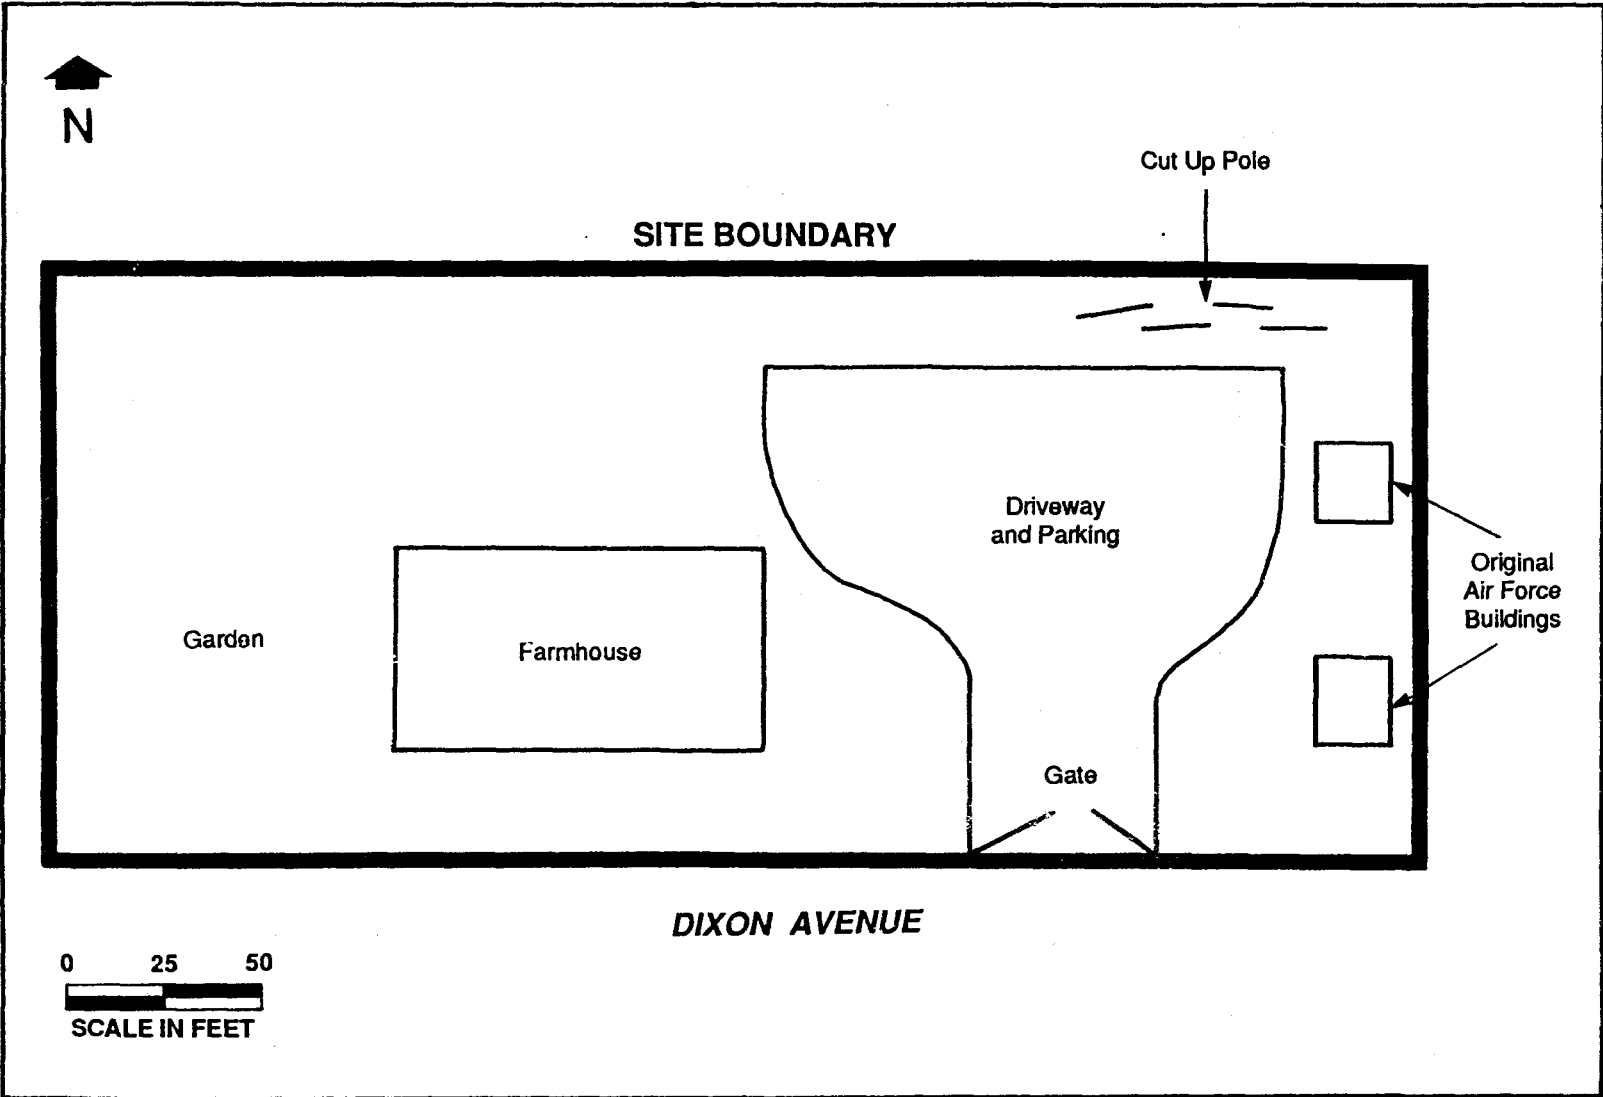 N
Cut Up Pole
SITE BOUNDARY
Driveway
and Parking
Original
Air Force
Buildings
Garden
Farmhouse
Gate
DIXON AVENUE
0 25 50
SCALE IN FEET